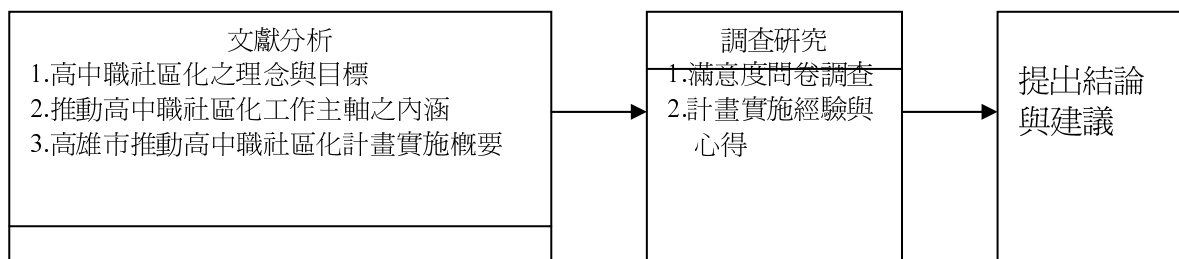 文獻分析
1.高中職社區化之理念與目標
2.推動高中職社區化工作主軸之內涵
3.高雄市推動高中職社區化計畫實施概要
調查研究
1.滿意度問卷調查
2.計畫實施經驗與
心得
提出結論
與建議